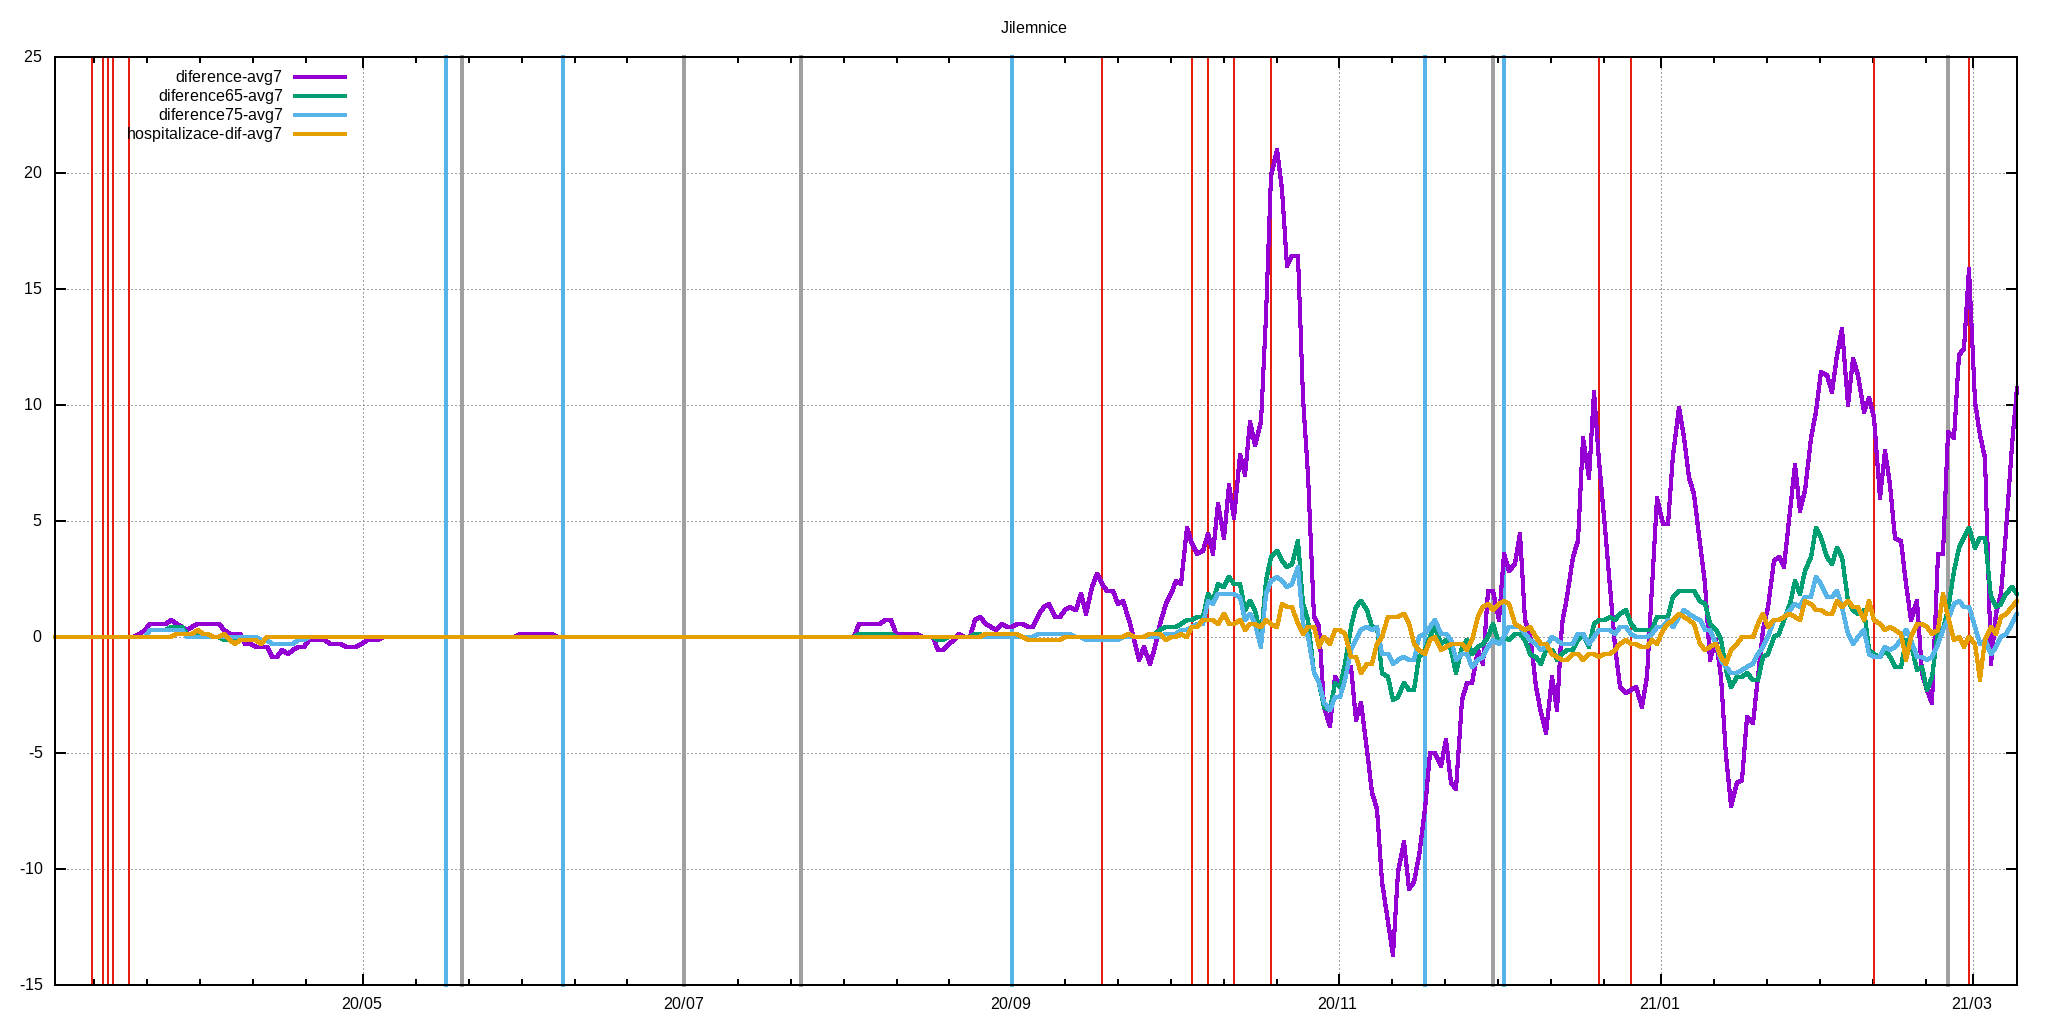 Jilemnice
25
diference-avg7
diference65-avg7
diference75-avg7
hospitalizace-dif-avg7
20
15
10
5
0
-5
-10
-15
20/05 20/07 20/09 20/11 21/01 21/03